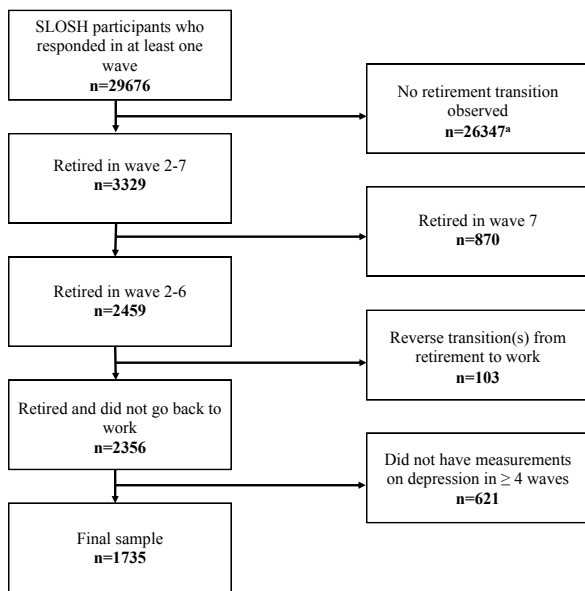 SLOSH participants who
responded in at least one
wave
n=29676
No retirement transition
observed
n=26347ᵃ
Retired in wave 2-7
n=3329
Retired in wave 7
n=870
Retired in wave 2-6
n=2459
Reverse transition(s) from
retirement to work
n=103
Retired and did not go back to
work
n=2356
Did not have measurements
on depression in ≥ 4 waves
n=621
Final sample
n=1735